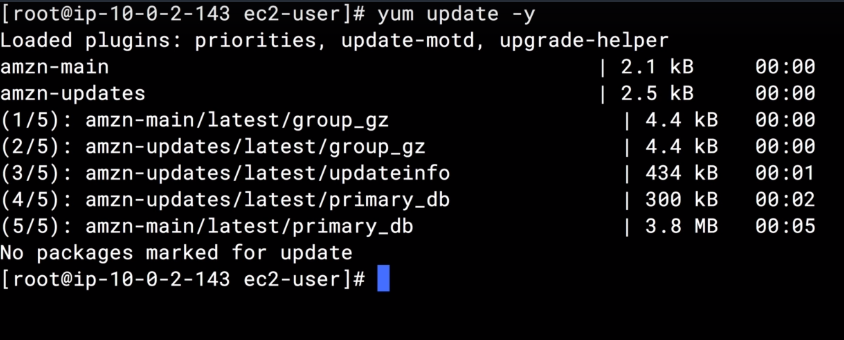 [root@ip-10-0-2-143 ec2-user]# yum update -y
Loaded plugins: priorities, update-motd, upgrade-helper
amzn-main | 2.1 kB 00:00
amzn-updates | 2.5 kB 00:00
(1/5): amzn-main/latest/group_gz | 4.4 kB 00:00
(2/5): amzn-updates/latest/group_gz | 4.4 kB 00:00
(3/5): amzn-updates/latest/updateinfo | 434 kB 00:01
(4/5): amzn-updates/latest/primary_db | 300 kB 00:02
(5/5): amzn-main/latest/primary_db | 3.8 MB 00:05
No packages marked for update
[root@ip-10-0-2-143 ec2-user]#